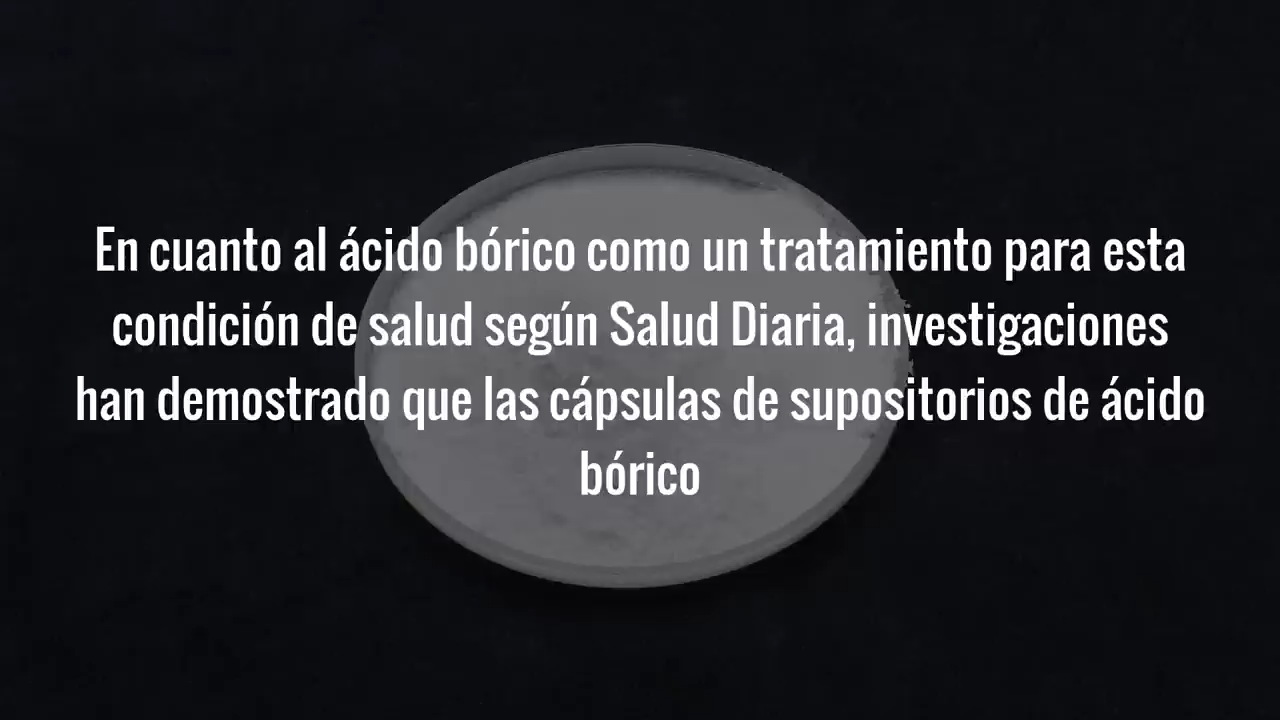 En cuanto al ácido bórico como un tratamiento para esta
condición de salud según Salud Diaria, investigaciones
han demostrado que las cápsulas de supositorios de ácido
bórico